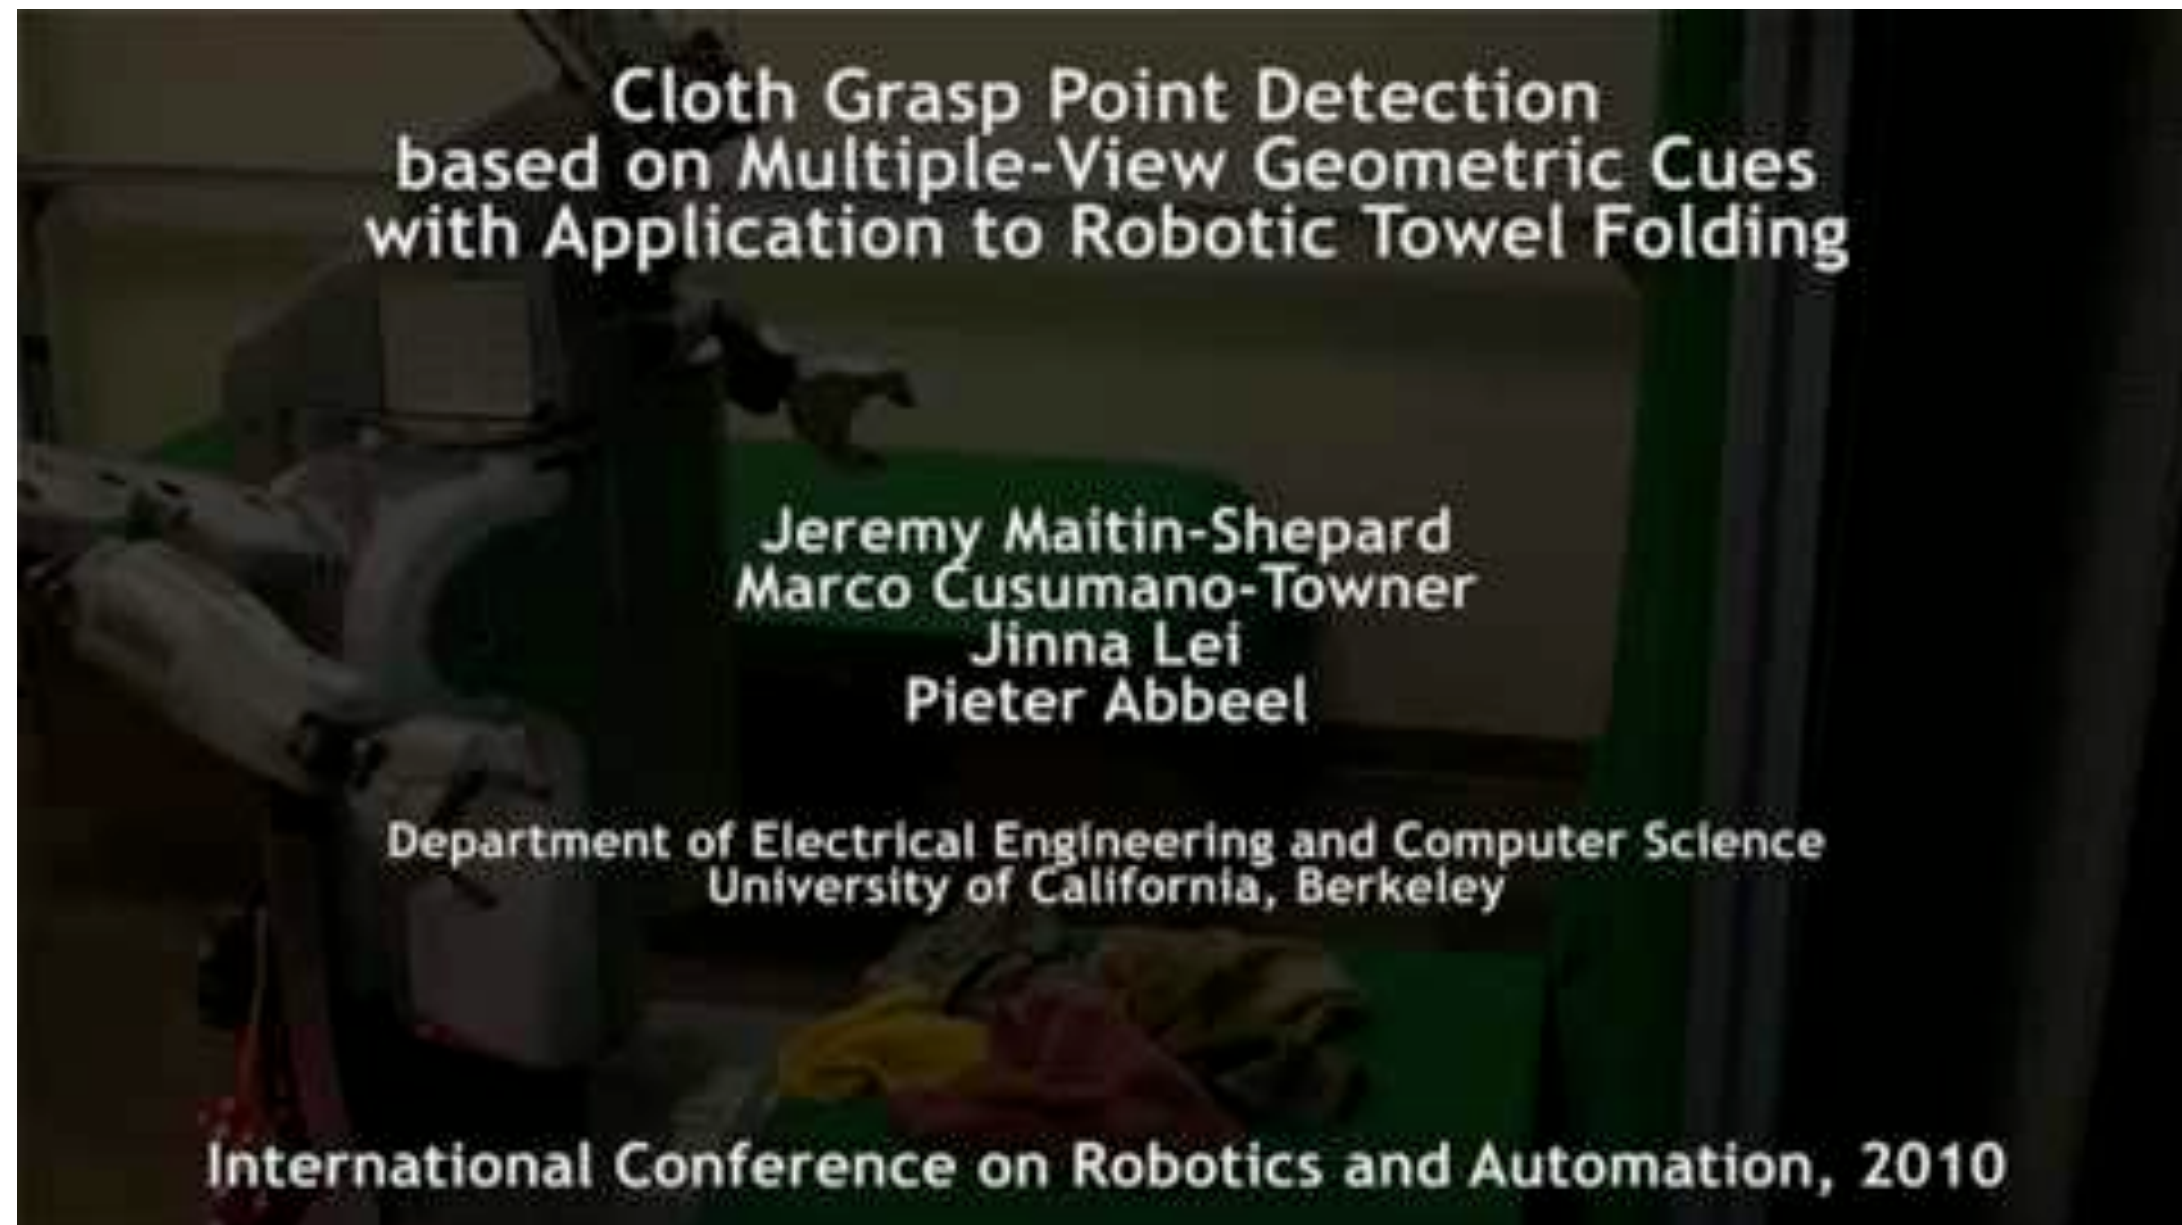 Cloth Grasp Point Detection
based on Multiple-View Geometric Cues
with Application to Robotic Towel Folding
Jeremy Maitin-Shepard
Marco Cusumano-Towner
Jinna Lei
Pieter Abbeel
Department of Electrical Engineering and Computer Science
University of California, Berkeley
International Conference on Robotics and Automation, 2010